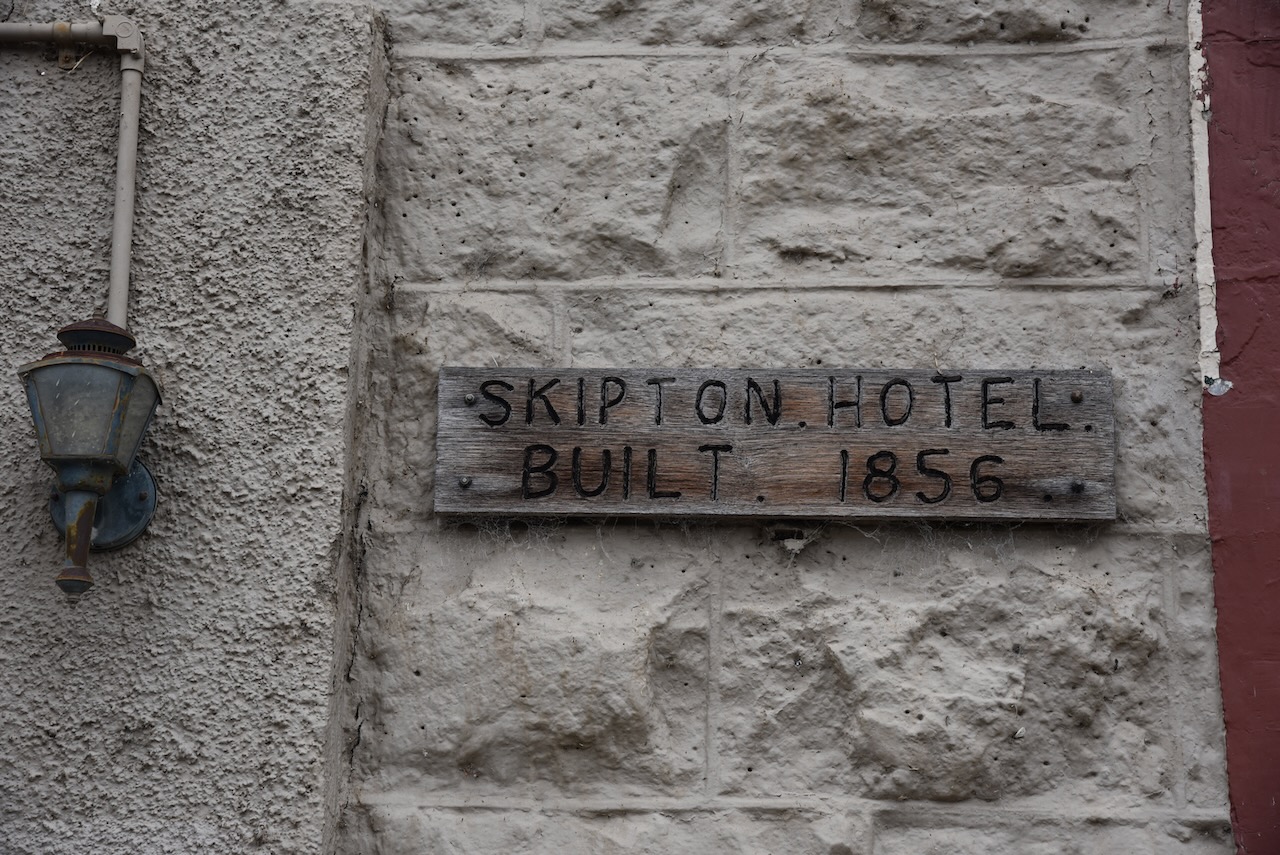 SKIPTON. HOTEL.
BUILT. 1856.